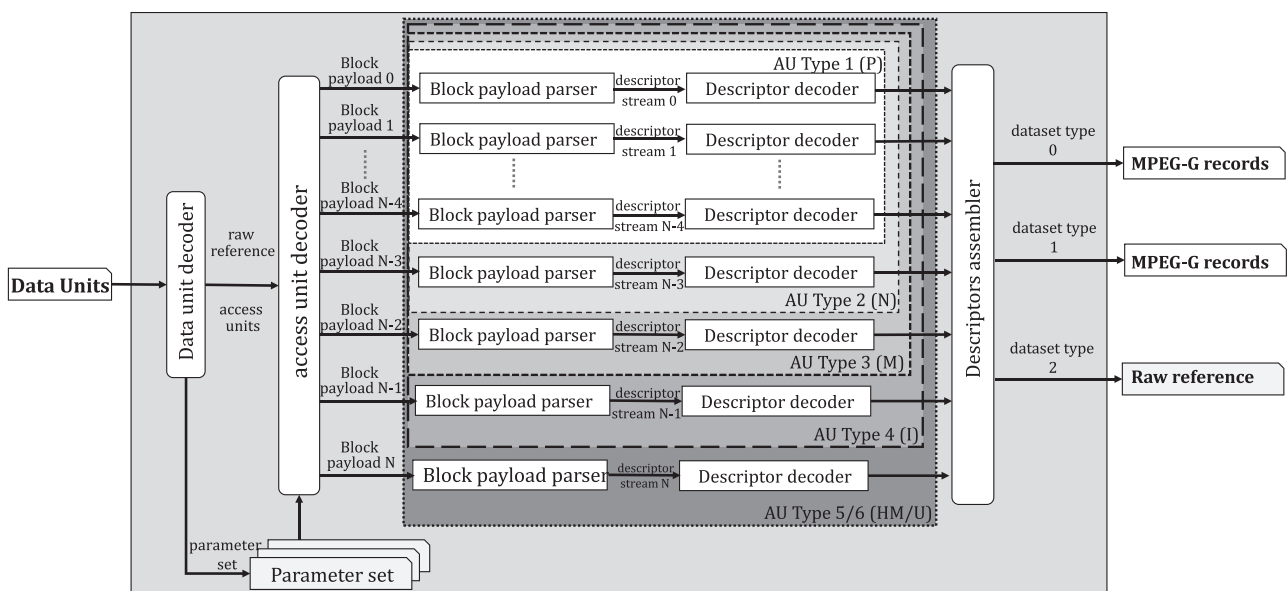 Data Units
Data unit decoder
raw
reference
access
units
parameter
set
Parameter set
access unit decoder
Block
payload 0
Block
payload 1
Block
payload N-4
Block
payload N-3
Block
payload N-2
Block
payload N-1
Block
payload N
AU Type 1 (P)
Block payload parser
descriptor
stream 0
Descriptor decoder
Block payload parser
descriptor
stream 1
Descriptor decoder
Block payload parser
descriptor
stream N-4
Descriptor decoder
Block payload parser
descriptor
stream N-3
Descriptor decoder
AU Type 2 (N)
Block payload parser
descriptor
stream N-2
Descriptor decoder
AU Type 3 (M)
Block payload parser
descriptor
stream N-1
Descriptor decoder
AU Type 4 (I)
Block payload parser
descriptor
stream N
Descriptor decoder
AU Type 5/6 (HM/U)
Descriptors assembler
dataset type
0
MPEG-G records
dataset type
1
MPEG-G records
dataset type
2
Raw reference